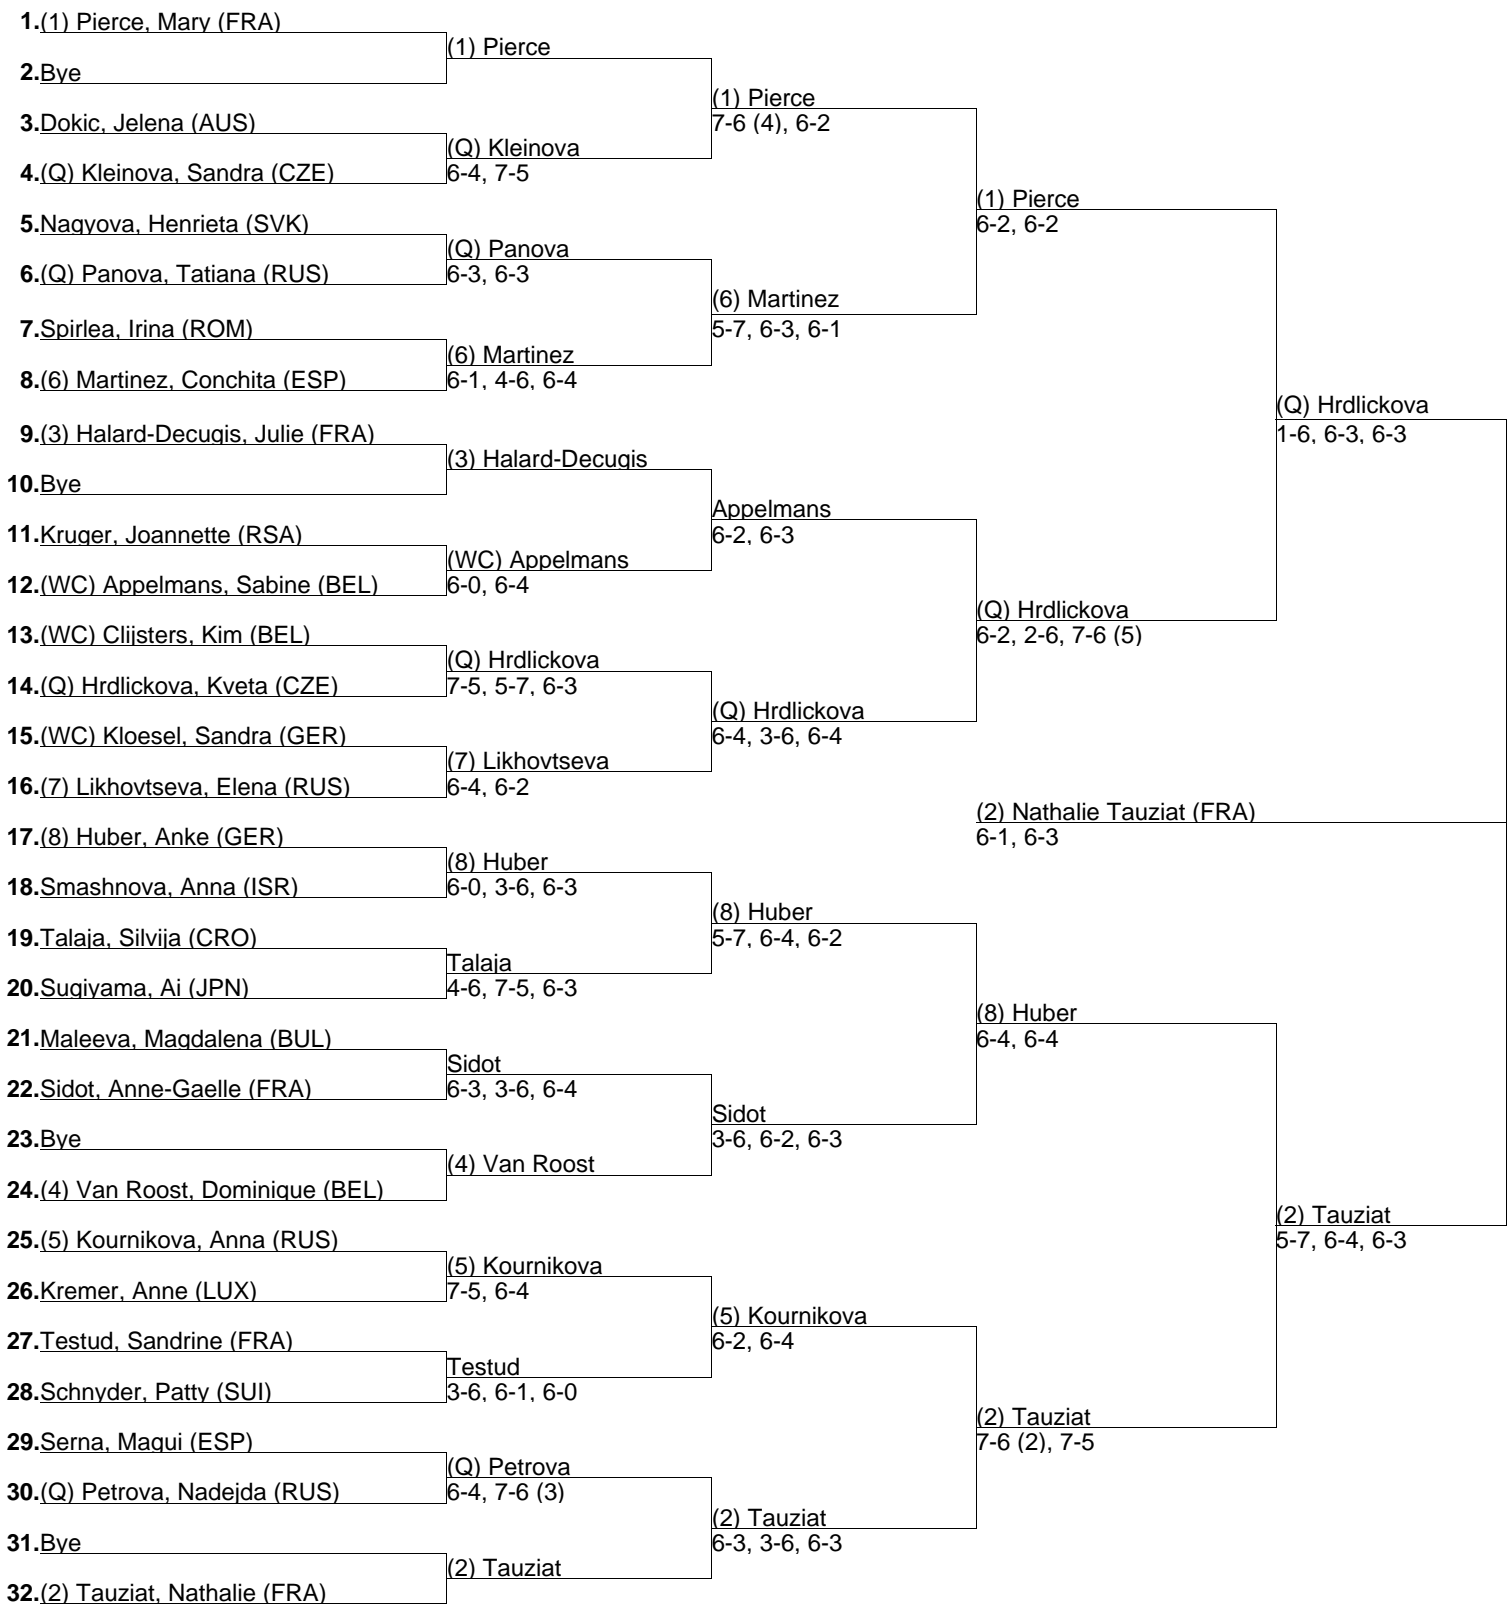 1.(1) Pierce, Mary (FRA)
2.Bye
3.Dokic, Jelena (AUS)
4.(Q) Kleinova, Sandra (CZE)
5.Nagyova, Henrieta (SVK)
6.(Q) Panova, Tatiana (RUS)
7.Spirlea, Irina (ROM)
8.(6) Martinez, Conchita (ESP)
9.(3) Halard-Decugis, Julie (FRA)
10.Bye
11.Kruger, Joannette (RSA)
12.(WC) Appelmans, Sabine (BEL)
13.(WC) Clijsters, Kim (BEL)
14.(Q) Hrdlickova, Kveta (CZE)
15.(WC) Kloesel, Sandra (GER)
16.(7) Likhovtseva, Elena (RUS)
17.(8) Huber, Anke (GER)
18.Smashnova, Anna (ISR)
19.Talaja, Silvija (CRO)
20.Sugiyama, Ai (JPN)
21.Maleeva, Magdalena (BUL)
22.Sidot, Anne-Gaelle (FRA)
23.Bye
24.(4) Van Roost, Dominique (BEL)
25.(5) Kournikova, Anna (RUS)
26.Kremer, Anne (LUX)
27.Testud, Sandrine (FRA)
28.Schnyder, Patty (SUI)
29.Serna, Magui (ESP)
30.(Q) Petrova, Nadejda (RUS)
31.Bye
32.(2) Tauziat, Nathalie (FRA)
(1) Pierce
(Q) Kleinova
6-4, 7-5
(Q) Panova
6-3, 6-3
(6) Martinez
6-1, 4-6, 6-4
(3) Halard-Decugis
(WC) Appelmans
6-0, 6-4
(Q) Hrdlickova
7-5, 5-7, 6-3
(7) Likhovtseva
6-4, 6-2
(8) Huber
6-0, 3-6, 6-3
Talaja
4-6, 7-5, 6-3
Sidot
6-3, 3-6, 6-4
(4) Van Roost
(5) Kournikova
7-5, 6-4
Testud
3-6, 6-1, 6-0
(Q) Petrova
6-4, 7-6 (3)
(2) Tauziat
(1) Pierce
7-6 (4), 6-2
(6) Martinez
5-7, 6-3, 6-1
Appelmans
6-2, 6-3
(Q) Hrdlickova
6-4, 3-6, 6-4
(8) Huber
5-7, 6-4, 6-2
Sidot
3-6, 6-2, 6-3
(5) Kournikova
6-2, 6-4
(2) Tauziat
6-3, 3-6, 6-3
(1) Pierce
6-2, 6-2
(Q) Hrdlickova
6-2, 2-6, 7-6 (5)
(8) Huber
6-4, 6-4
(2) Tauziat
7-6 (2), 7-5
(Q) Hrdlickova
1-6, 6-3, 6-3
(2) Tauziat
5-7, 6-4, 6-3
(2) Nathalie Tauziat (FRA)
6-1, 6-3